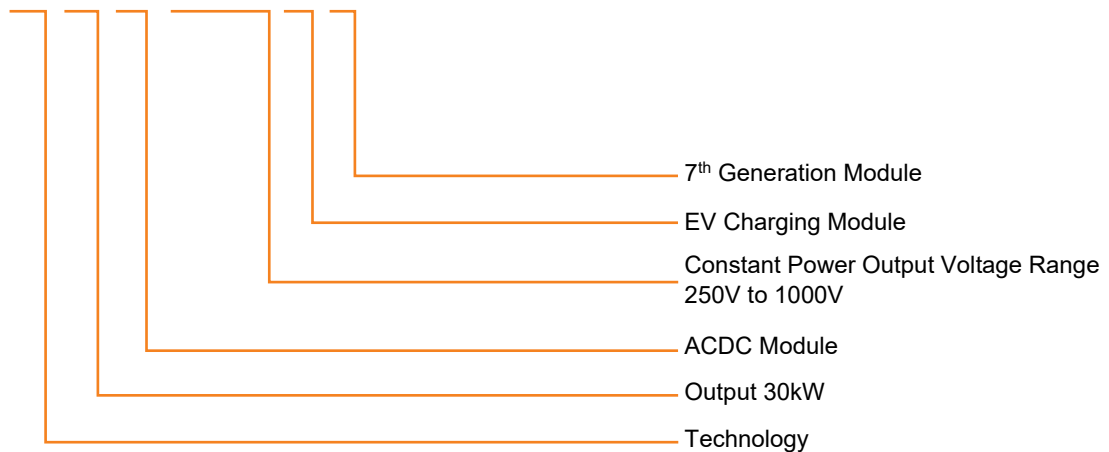 7th Generation Module
EV Charging Module
Constant Power Output Voltage Range
250V to 1000V
ACDC Module
Output 30kW
Technology